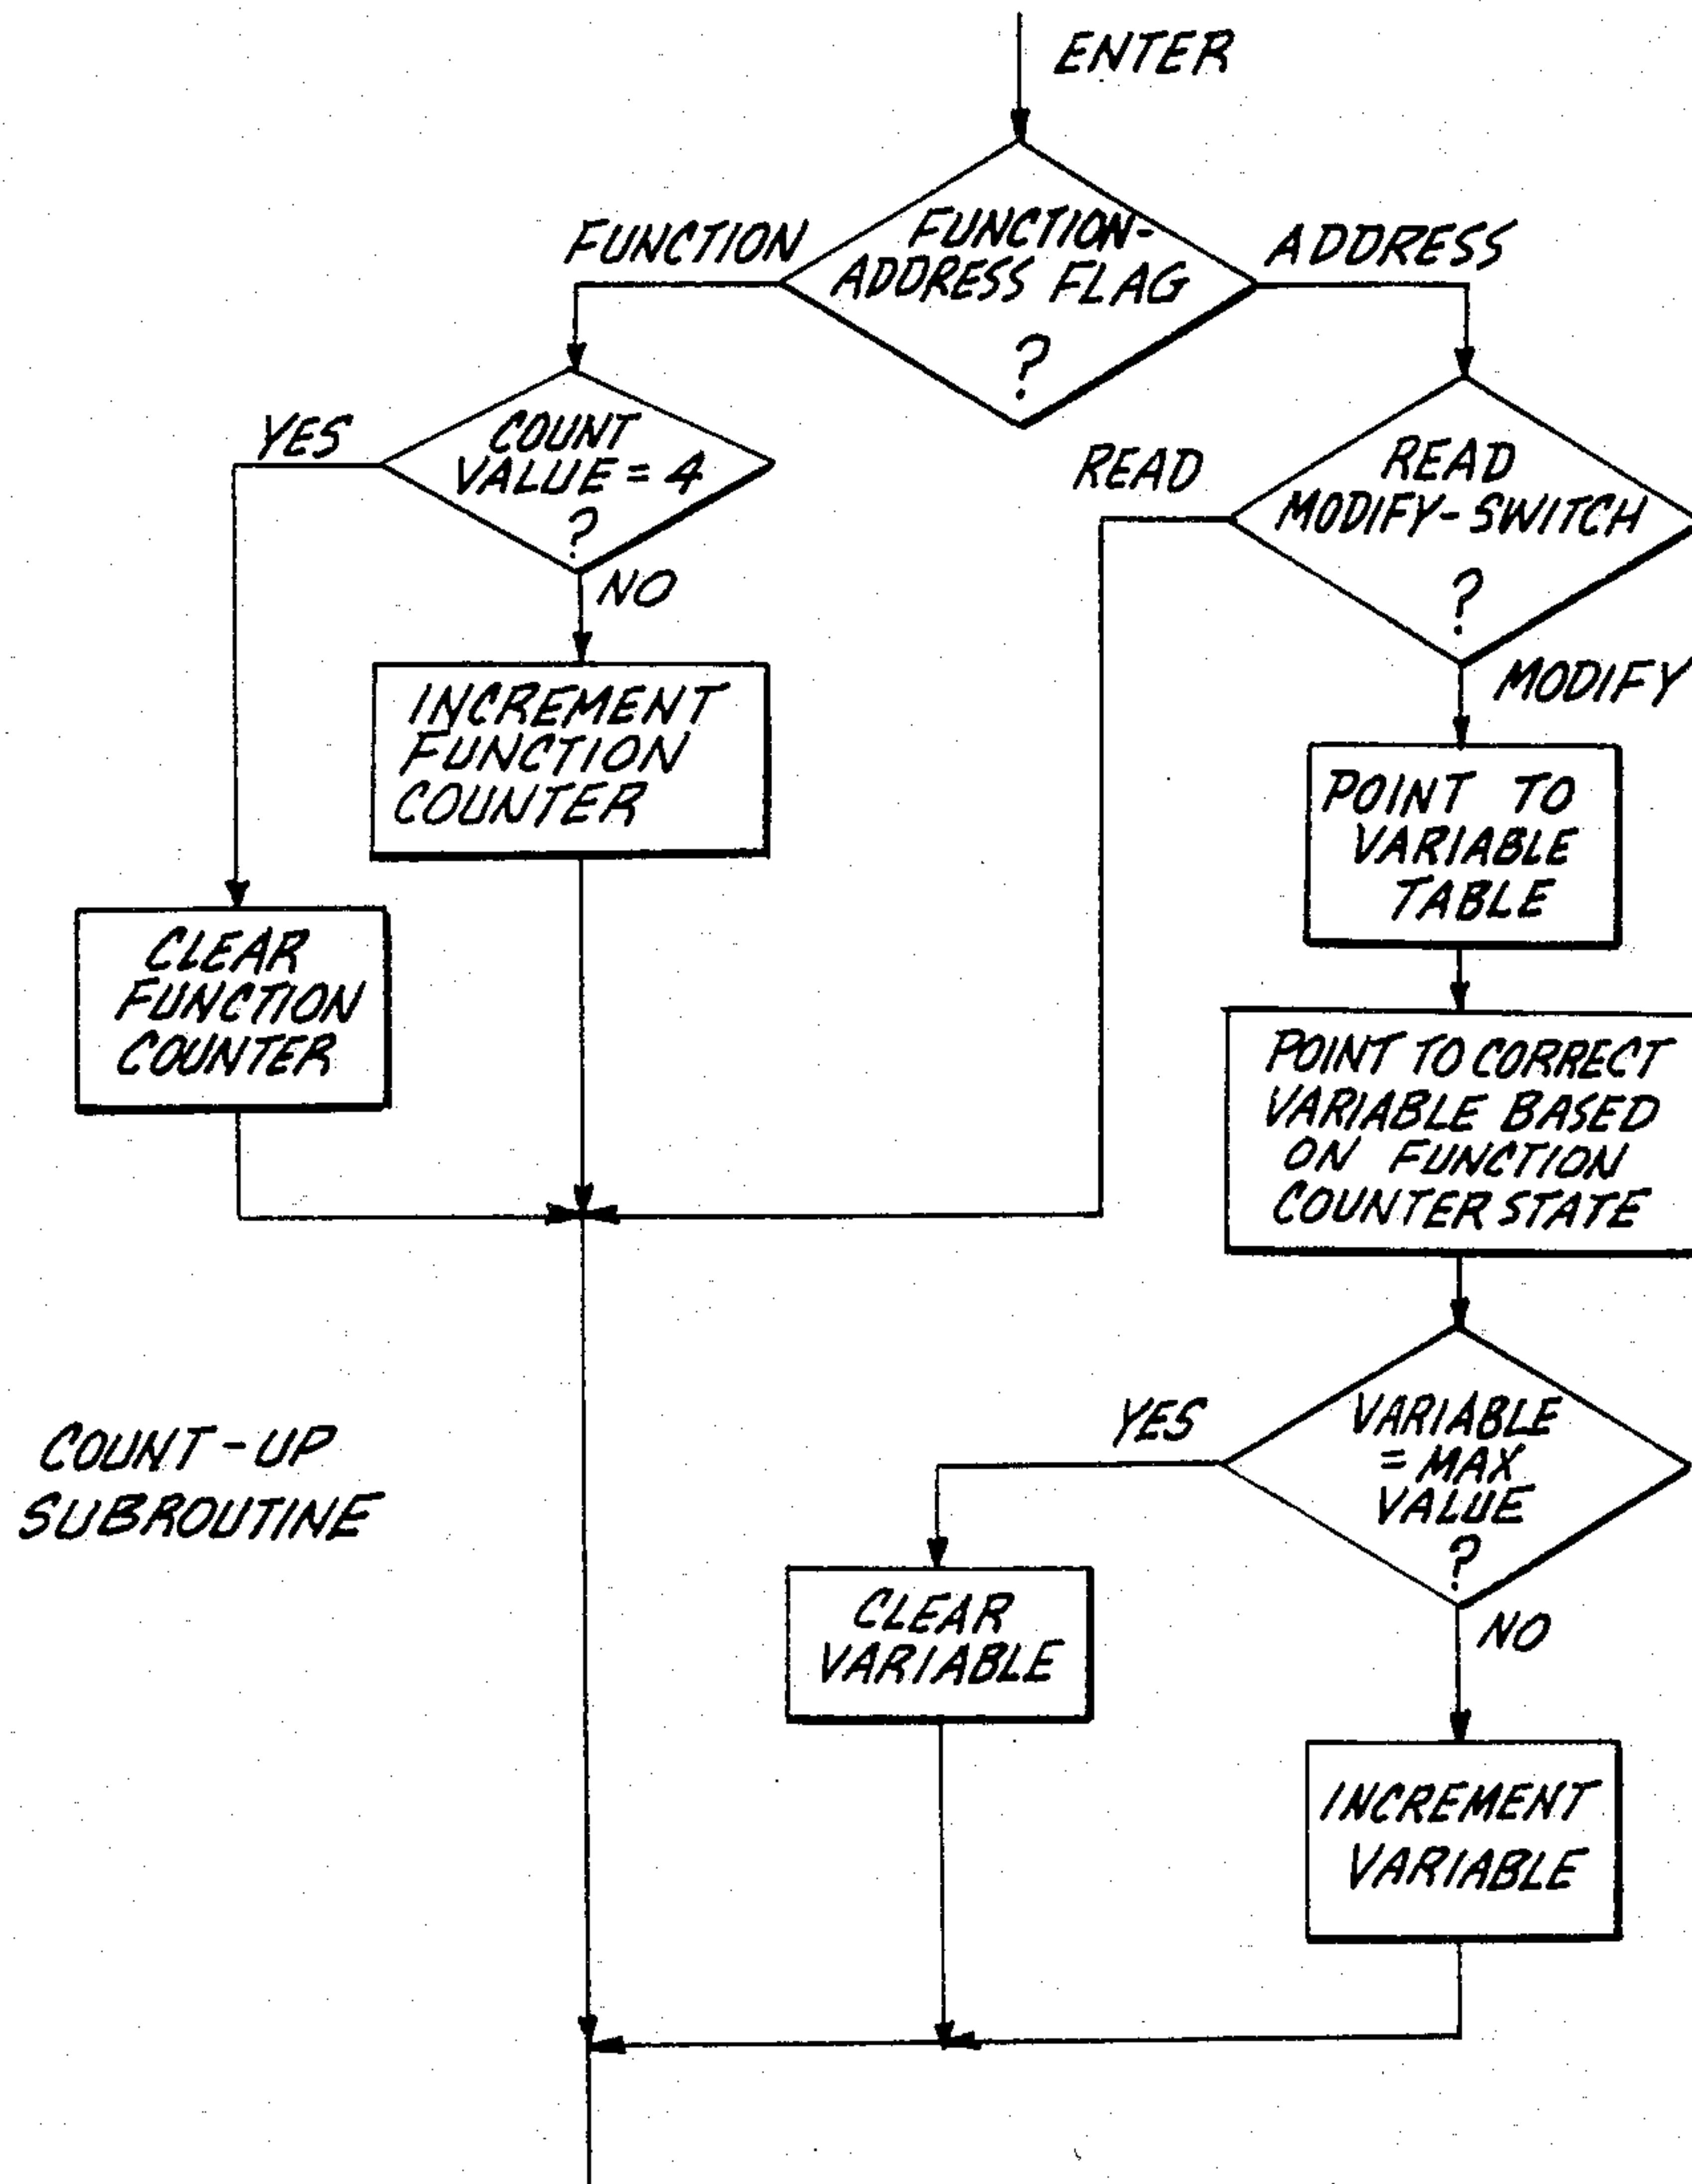 ENTER
FUNCTION
FUNCTION-
ADDRESS FLAG
?
ADDRESS
YES
COUNT
VALUE = 4
?
NO
READ
READ
MODIFY-SWITCH
?
MODIFY
INCREMENT
FUNCTION
COUNTER
POINT TO
VARIABLE
TABLE
CLEAR
FUNCTION
COUNTER
POINT TO CORRECT
VARIABLE BASED
ON FUNCTION
COUNTER STATE
COUNT-UP
SUBROUTINE
YES
VARIABLE
= MAX
VALUE
?
NO
CLEAR
VARIABLE
INCREMENT
VARIABLE